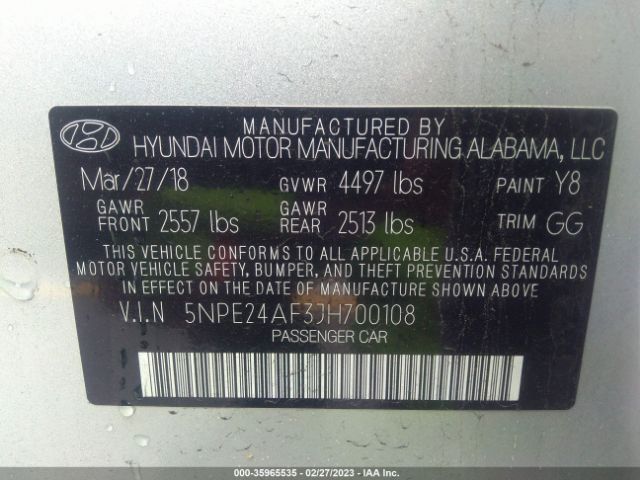 MANUFACTURED BY
HYUNDAI MOTOR MANUFACTURING ALABAMA, LLC
Mar/27/18 GVWR 4497 lbs PAINT Y8
GAWR FRONT 2557 lbs GAWR REAR 2513 lbs TRIM GG
THIS VEHICLE CONFORMS TO ALL APPLICABLE U.S.A. FEDERAL
MOTOR VEHICLE SAFETY, BUMPER, AND THEFT PREVENTION STANDARDS
IN EFFECT ON THE DATE OF MANUFACTURE SHOWN ABOVE.
V.I.N 5NPE24AF3JH700108
PASSENGER CAR
000-35965535 - 02/27/2023 - IAA Inc.